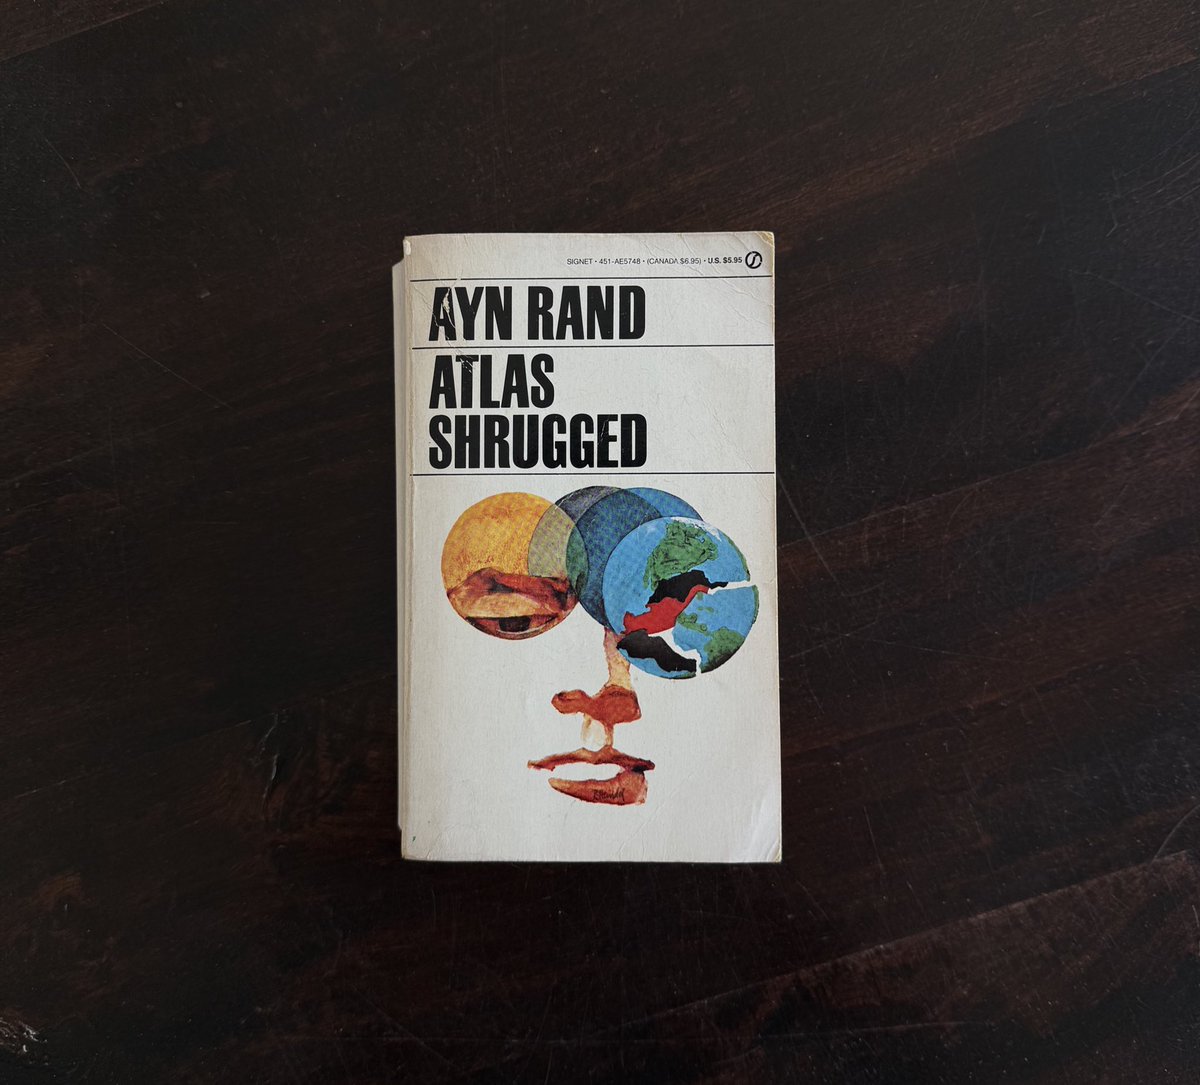 SIGNET • 451-AE5748 • (CANADA $6.95) • U.S. $5.95
AYN RAND
ATLAS
SHRUGGED